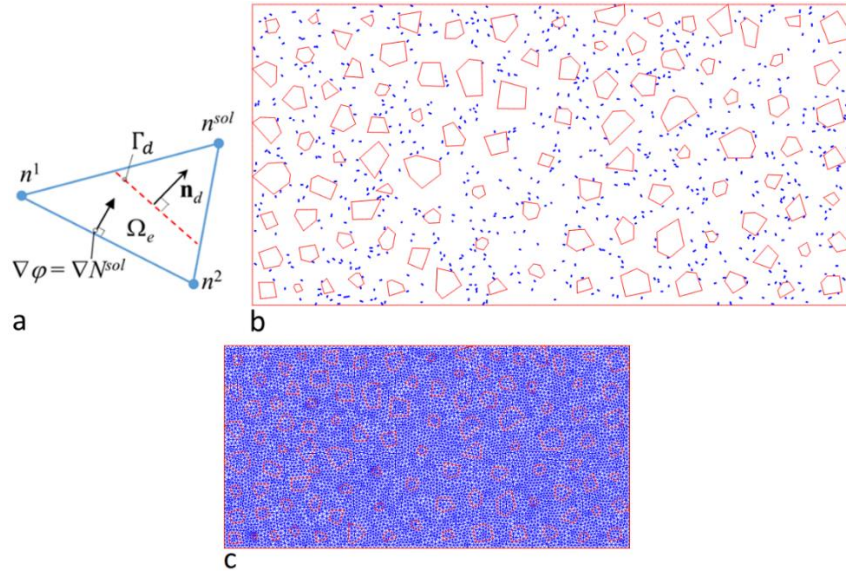 n^sol
Γ_d
n^1
n_d
Ω_e
∇φ = ∇N^sol
n^2
a
b
c